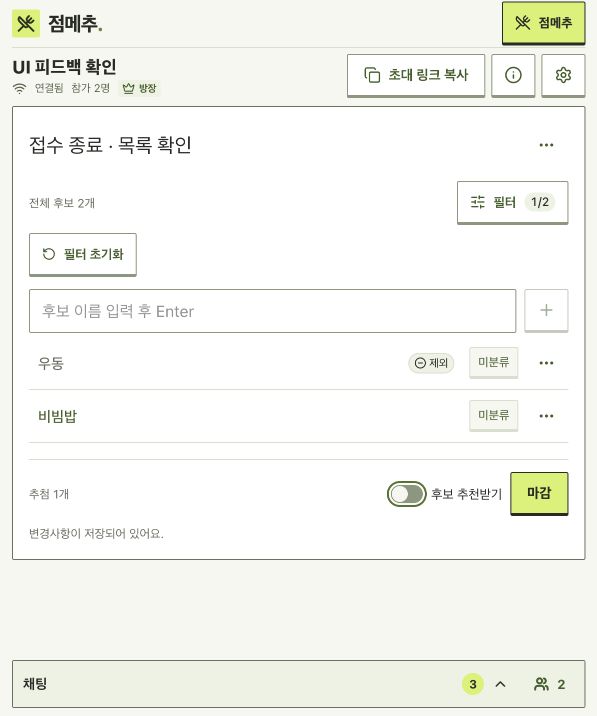 점메추.
점메추
UI 피드백 확인
연결됨 참가 2명 방장
초대 링크 복사
접수 종료 · 목록 확인
전체 후보 2개
필터 1/2
필터 초기화
후보 이름 입력 후 Enter
우동 제외 미분류
비빔밥 미분류
추첨 1개
후보 추천받기
마감
변경사항이 저장되어 있어요.
채팅 3 2